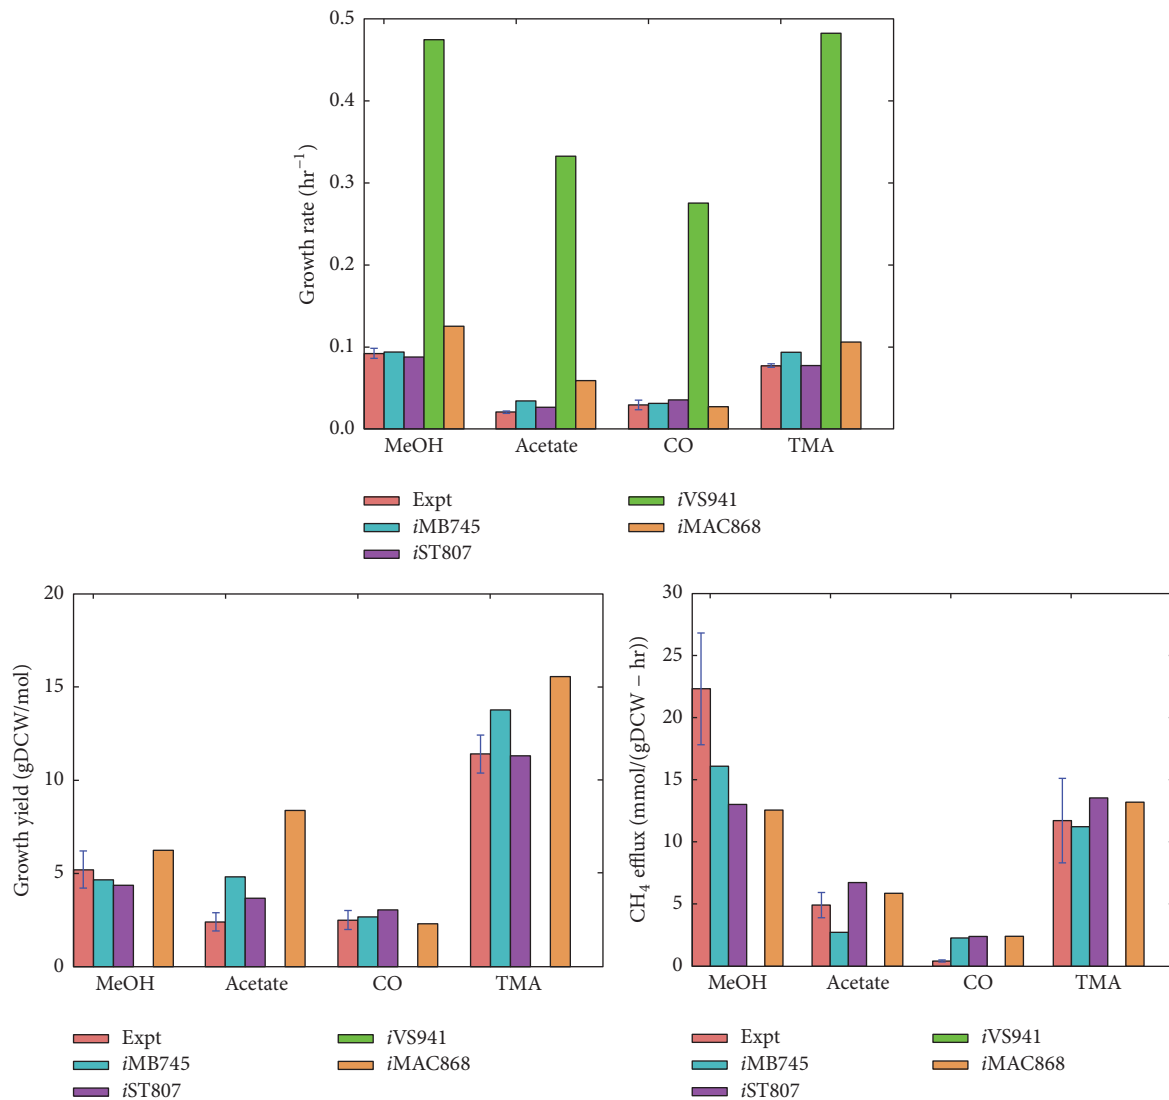 Growth rate (hr−1)
0.5
0.4
0.3
0.2
0.1
0.0
MeOH Acetate CO TMA
Expt iVS941
iMB745 iMAC868
iST807
Growth yield (gDCW/mol)
20
15
10
5
0
MeOH Acetate CO TMA
Expt iVS941
iMB745 iMAC868
iST807
CH4 efflux (mmol/(gDCW − hr))
30
25
20
15
10
5
0
MeOH Acetate CO TMA
Expt iVS941
iMB745 iMAC868
iST807